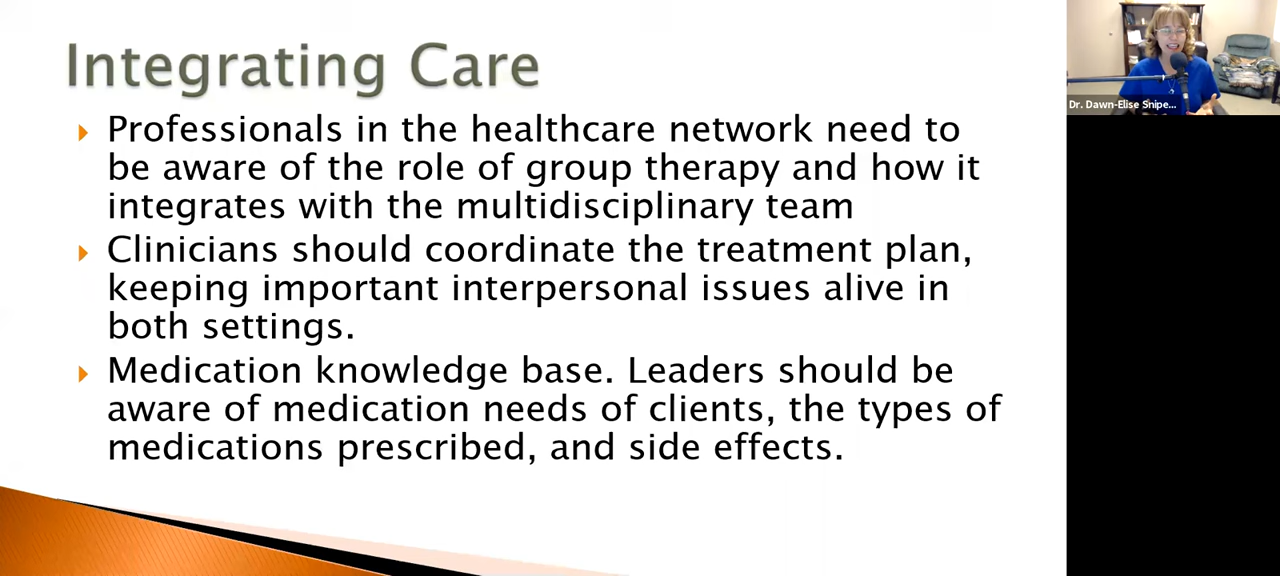 Integrating Care
Professionals in the healthcare network need to
be aware of the role of group therapy and how it
integrates with the multidisciplinary team
Clinicians should coordinate the treatment plan,
keeping important interpersonal issues alive in
both settings.
Medication knowledge base. Leaders should be
aware of medication needs of clients, the types of
medications prescribed, and side effects.
Dr. Dawn-Elise Snipe...